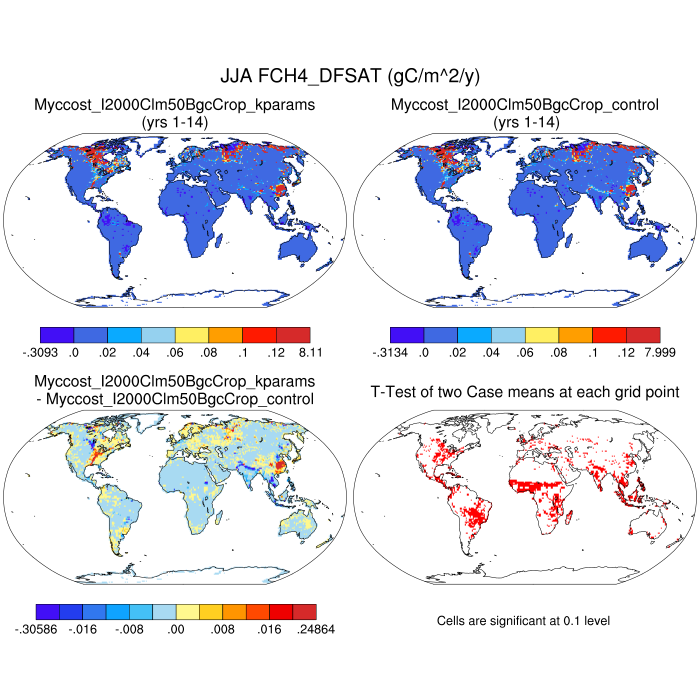 JJA FCH4_DFSAT (gC/m^2/y)
Myccost_I2000Clm50BgcCrop_kparams
(yrs 1-14)
Myccost_I2000Clm50BgcCrop_control
(yrs 1-14)
-.3093 .0 .02 .04 .06 .08 .1 .12 8.11
-.3134 .0 .02 .04 .06 .08 .1 .12 7.999
Myccost_I2000Clm50BgcCrop_kparams
- Myccost_I2000Clm50BgcCrop_control
T-Test of two Case means at each grid point
-.30586 -.016 -.008 .00 .008 .016 .24864
Cells are significant at 0.1 level